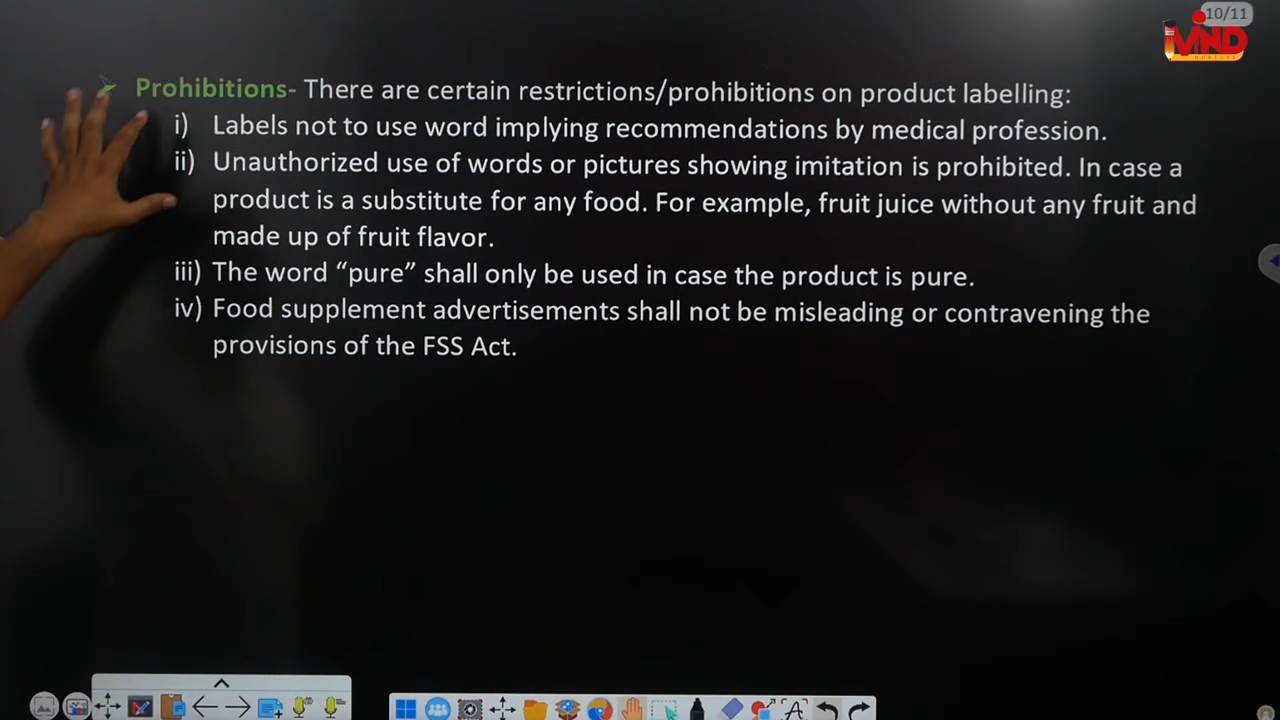 10/11
MIND
NURTURE
Prohibitions- There are certain restrictions/prohibitions on product labelling:
i) Labels not to use word implying recommendations by medical profession.
ii) Unauthorized use of words or pictures showing imitation is prohibited. In case a
product is a substitute for any food. For example, fruit juice without any fruit and
made up of fruit flavor.
iii) The word “pure” shall only be used in case the product is pure.
iv) Food supplement advertisements shall not be misleading or contravening the
provisions of the FSS Act.